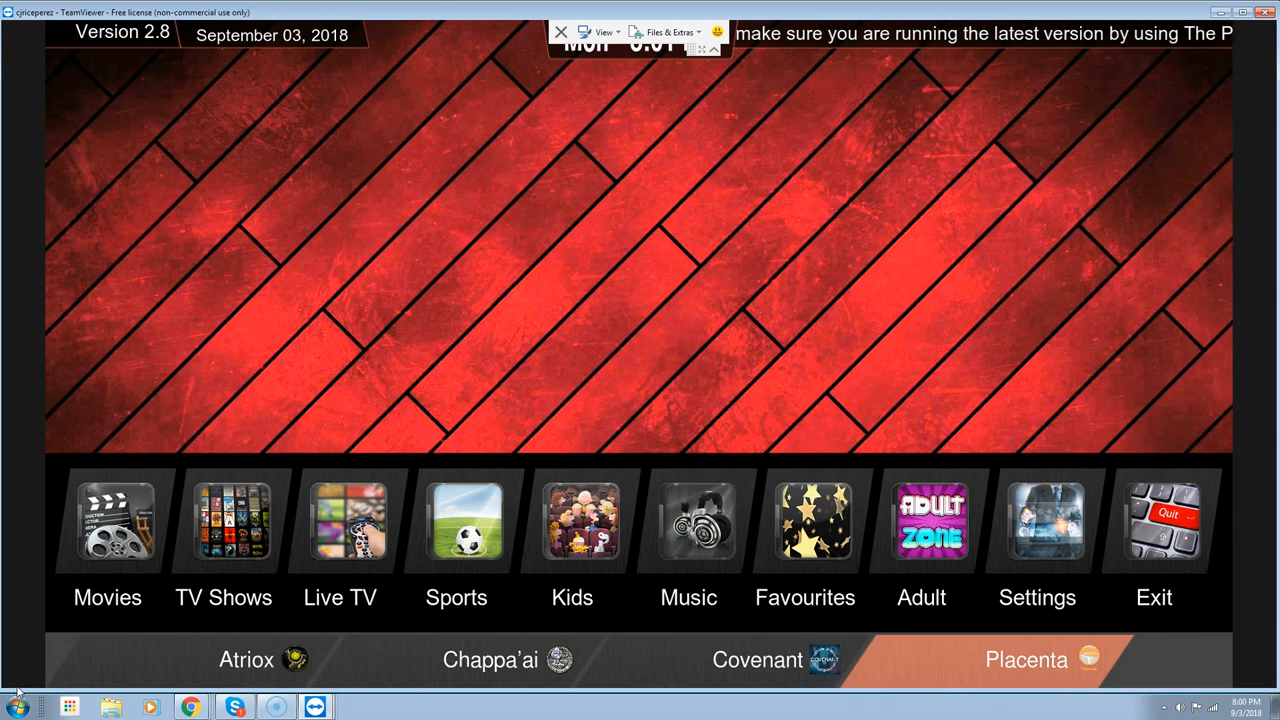 cjriceperez - TeamViewer - Free license (non-commercial use only)
Version 2.8
September 03, 2018
View
Files & Extras
make sure you are running the latest version by using The P
Mon
ADULT
ZONE
Quit
Movies
TV Shows
Live TV
Sports
Kids
Music
Favourites
Adult
Settings
Exit
Atriox
Chappa'ai
Covenant
COVENANT
Placenta
8:00 PM
9/3/2018